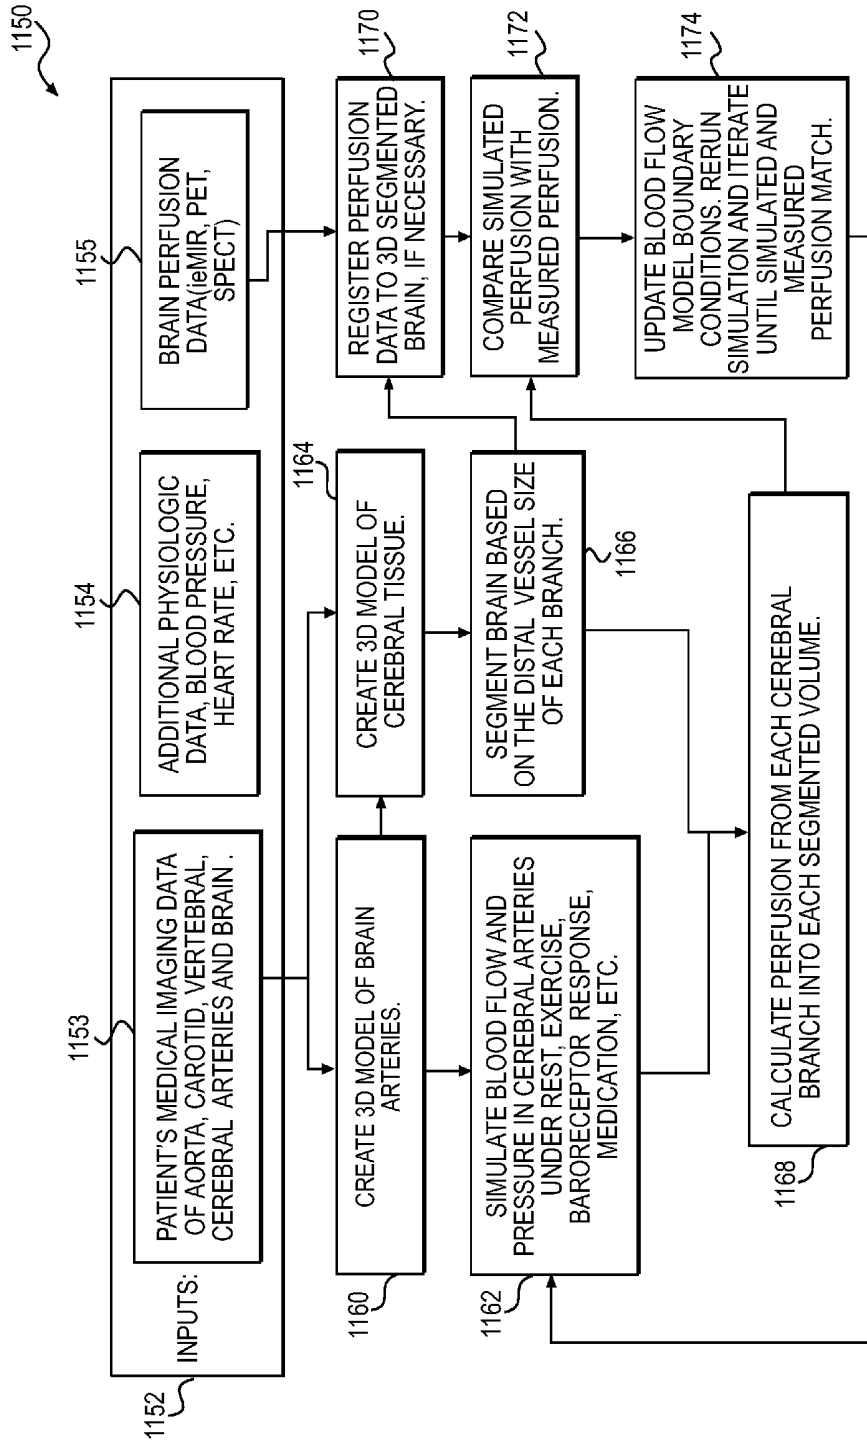 1150
1152
INPUTS:
1153
PATIENT'S MEDICAL IMAGING DATA
OF AORTA, CAROTID, VERTEBRAL,
CEREBRAL ARTERIES AND BRAIN .
1154
ADDITIONAL PHYSIOLOGIC
DATA, BLOOD PRESSURE,
HEART RATE, ETC.
1155
BRAIN PERFUSION
DATA(ieMIR, PET,
SPECT)
1160
CREATE 3D MODEL OF BRAIN
ARTERIES.
1164
CREATE 3D MODEL OF
CEREBRAL TISSUE.
1170
REGISTER PERFUSION
DATA TO 3D SEGMENTED
BRAIN, IF NECESSARY.
1162
SIMULATE BLOOD FLOW AND
PRESSURE IN CEREBRAL ARTERIES
UNDER REST, EXERCISE,
BARORECEPTOR RESPONSE,
MEDICATION, ETC.
1166
SEGMENT BRAIN BASED
ON THE DISTAL VESSEL SIZE
OF EACH BRANCH.
1172
COMPARE SIMULATED
PERFUSION WITH
MEASURED PERFUSION.
1168
CALCULATE PERFUSION FROM EACH CEREBRAL
BRANCH INTO EACH SEGMENTED VOLUME.
1174
UPDATE BLOOD FLOW
MODEL BOUNDARY
CONDITIONS. RERUN
SIMULATION AND ITERATE
UNTIL SIMULATED AND
MEASURED
PERFUSION MATCH.